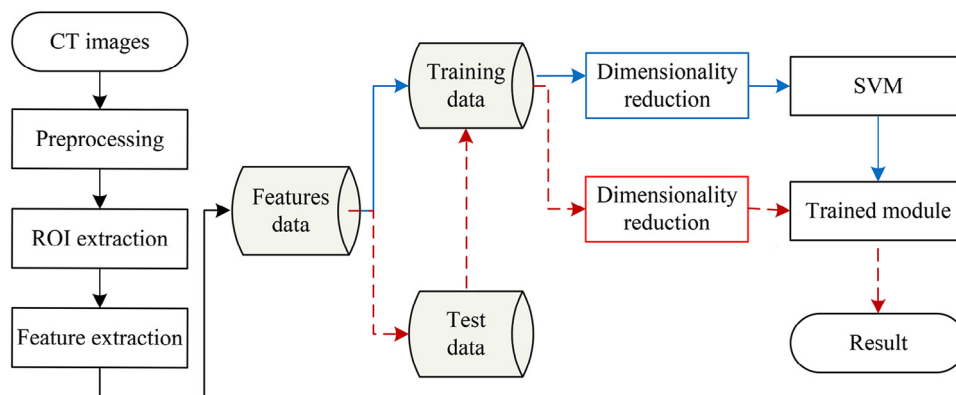 CT images
Preprocessing
ROI extraction
Feature extraction
Features
data
Training
data
Test
data
Dimensionality
reduction
SVM
Dimensionality
reduction
Trained module
Result